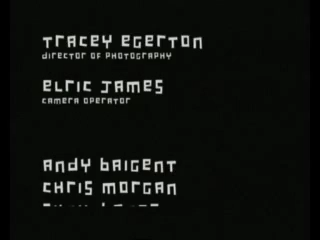 TRACEY EGERTON
DIRECTOR OF PHOTOGRAPHY
ELRIC JAMES
CAMERA OPERATOR
ANDY BAIGENT
CHRIS MORGAN